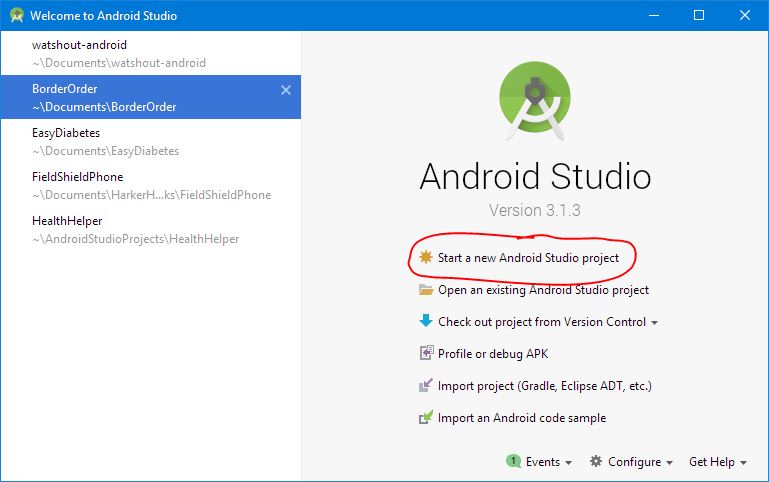 Welcome to Android Studio
watshout-android
~\Documents\watshout-android
BorderOrder
~\Documents\BorderOrder
EasyDiabetes
~\Documents\EasyDiabetes
FieldShieldPhone
~\Documents\HarkerH...ks\FieldShieldPhone
HealthHelper
~\AndroidStudioProjects\HealthHelper
Android Studio
Version 3.1.3
Start a new Android Studio project
Open an existing Android Studio project
Check out project from Version Control
Profile or debug APK
Import project (Gradle, Eclipse ADT, etc.)
Import an Android code sample
1 Events Configure Get Help